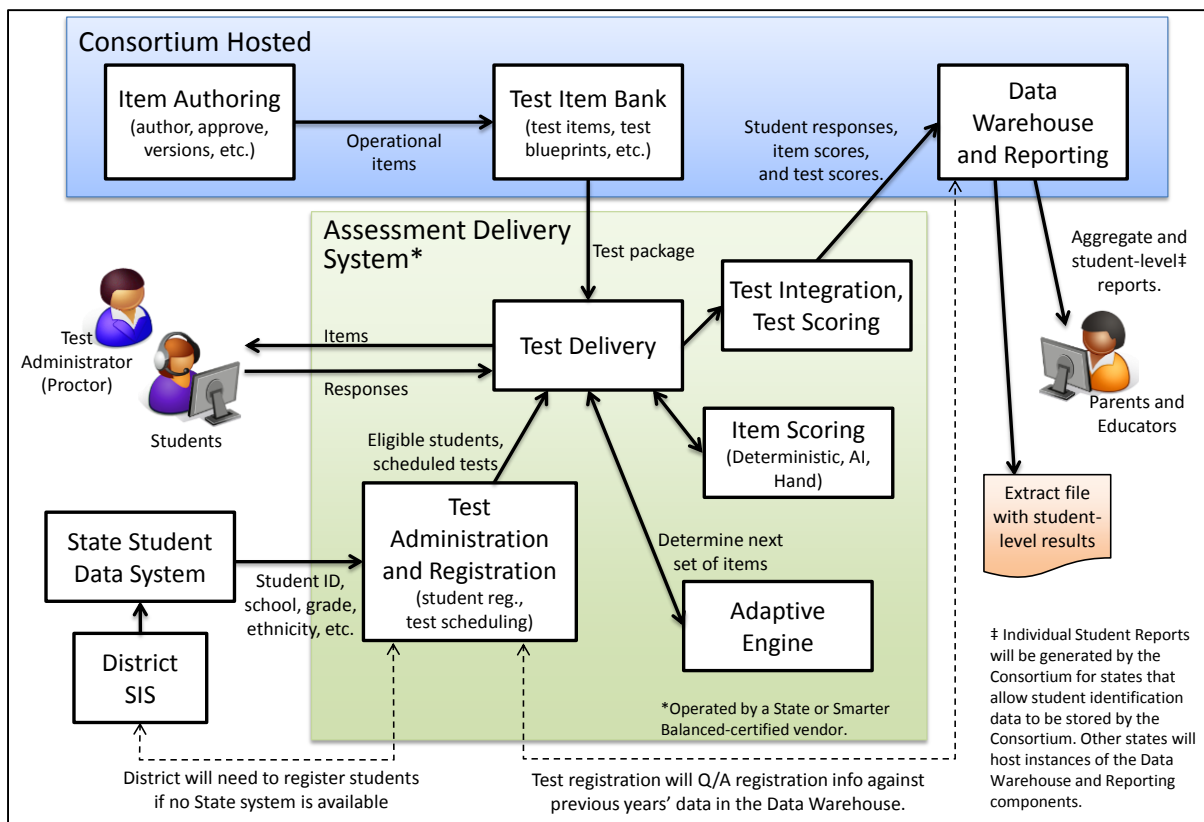 Consortium Hosted
Item Authoring
(author, approve,
versions, etc.)
Operational
items
Test Item Bank
(test items, test
blueprints, etc.)
Student responses,
item scores,
and test scores.
Data
Warehouse
and Reporting
Assessment Delivery
System*
Test package
Aggregate and
student-level‡
reports.
Test Integration,
Test Scoring
Test
Administrator
(Proctor)
Items
Test Delivery
Responses
Students
Parents and
Educators
Eligible students,
scheduled tests
Item Scoring
(Deterministic, AI,
Hand)
Extract file
with student-
level results
State Student
Data System
Student ID,
school, grade,
ethnicity, etc.
Test
Administration
and Registration
(student reg.,
test scheduling)
Determine next
set of items
Adaptive
Engine
District
SIS
*Operated by a State or Smarter
Balanced-certified vendor.
‡ Individual Student Reports
will be generated by the
Consortium for states that
allow student identification
data to be stored by the
Consortium. Other states will
host instances of the Data
Warehouse and Reporting
components.
District will need to register students
if no State system is available
Test registration will Q/A registration info against
previous years’ data in the Data Warehouse.